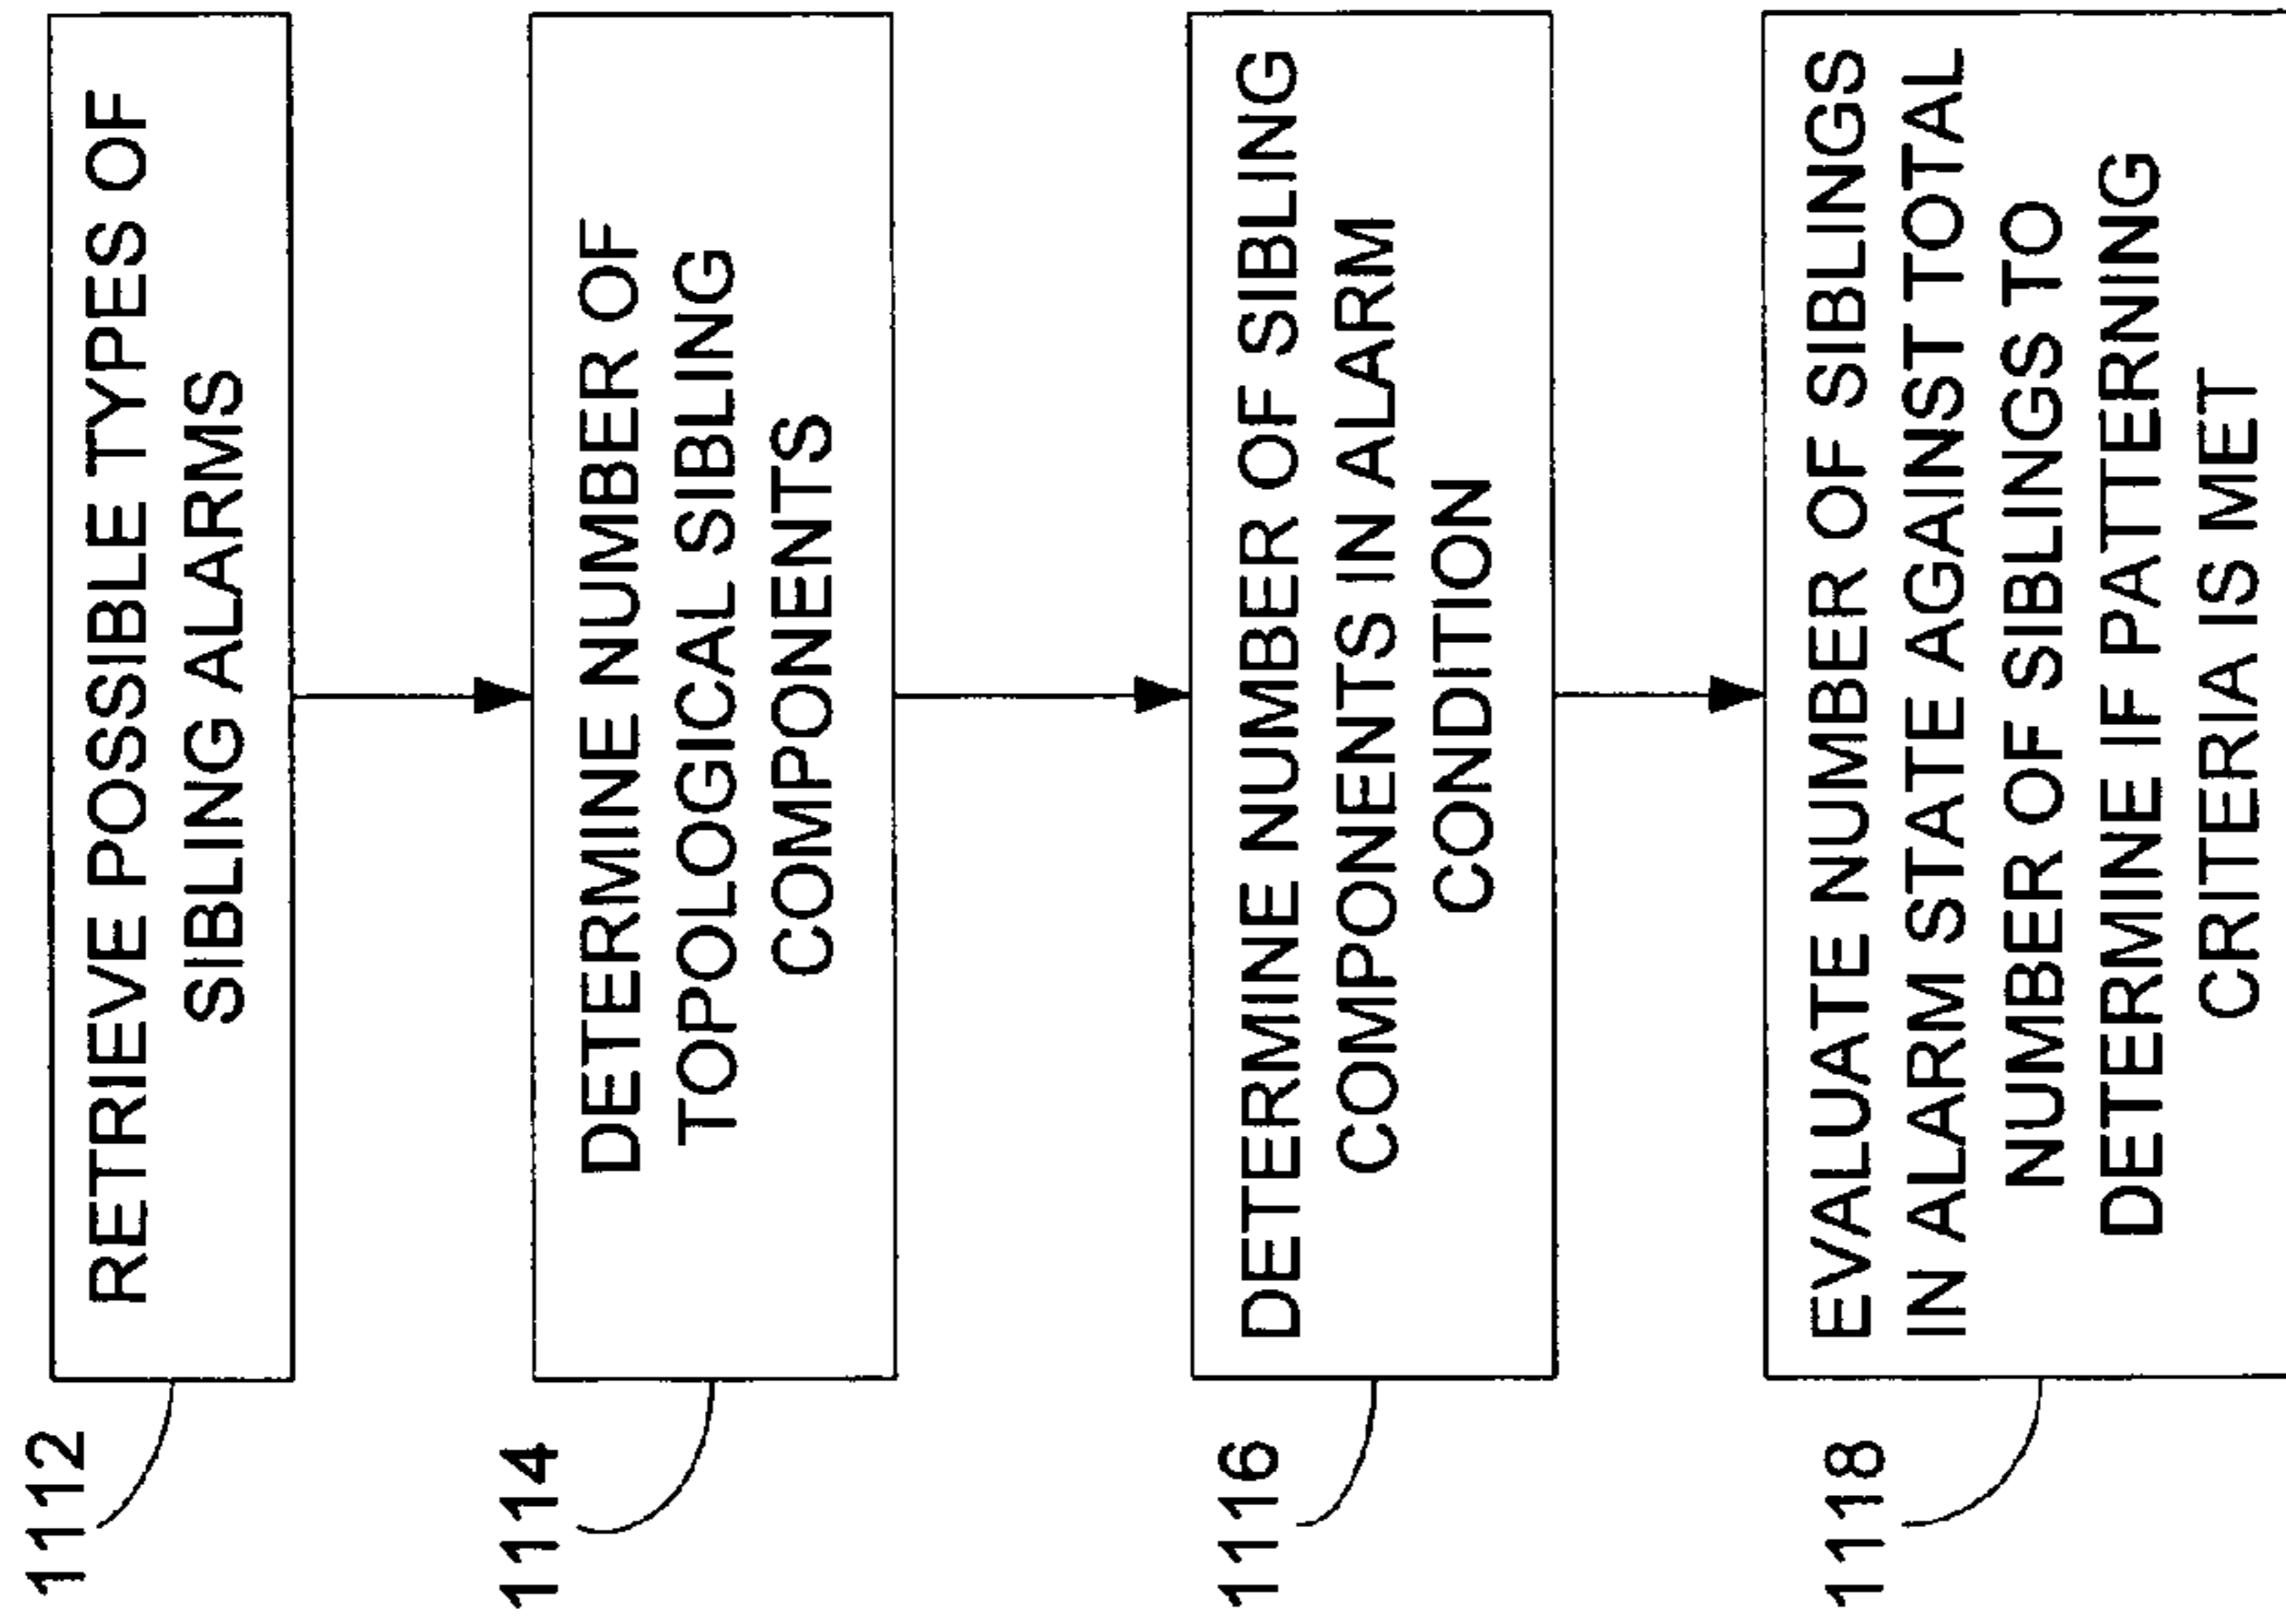 1112
RETRIEVE POSSIBLE TYPES OF
SIBLING ALARMS
1114
DETERMINE NUMBER OF
TOPOLOGICAL SIBLING
COMPONENTS
1116
DETERMINE NUMBER OF SIBLING
COMPONENTS IN ALARM
CONDITION
1118
EVALUATE NUMBER OF SIBLINGS
IN ALARM STATE AGAINST TOTAL
NUMBER OF SIBLINGS TO
DETERMINE IF PATTERNING
CRITERIA IS MET